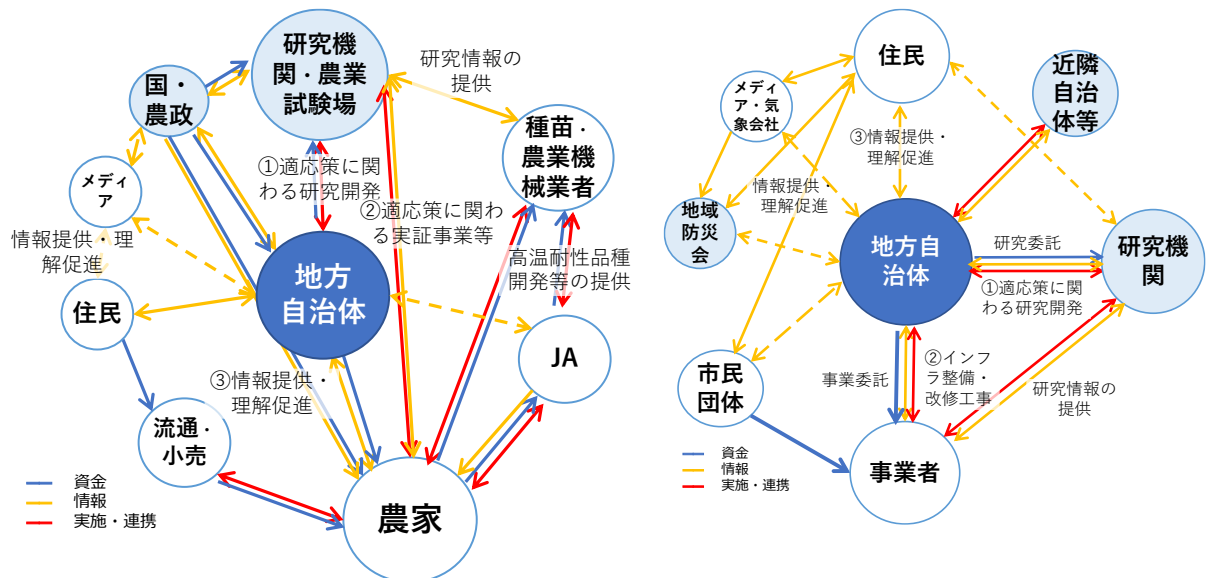 研究機
関・農業
試験場
国・
農政
研究情報の
提供
種苗・
農業機
械業者
①適応策に関
わる研究開発
②適応策に関わ
る実証事業等
メディ
ア
情報提供・理
解促進
高温耐性品種
開発等の提供
地方
自治体
住民
JA
③情報提供・
理解促進
流通・
小売
農家
資金
情報
実施・連携
住民
メディ
ア・気
象会社
近隣
自治
体等
③情報提供・
理解促進
情報提供・
理解促進
地域
防災
会
地方自
治体
研究委託
研究機
関
①適応策に関
わる研究開発
市民
団体
事業委託
②インフ
ラ整備・
改修工事
研究情報の
提供
事業者
資金
情報
実施・連携